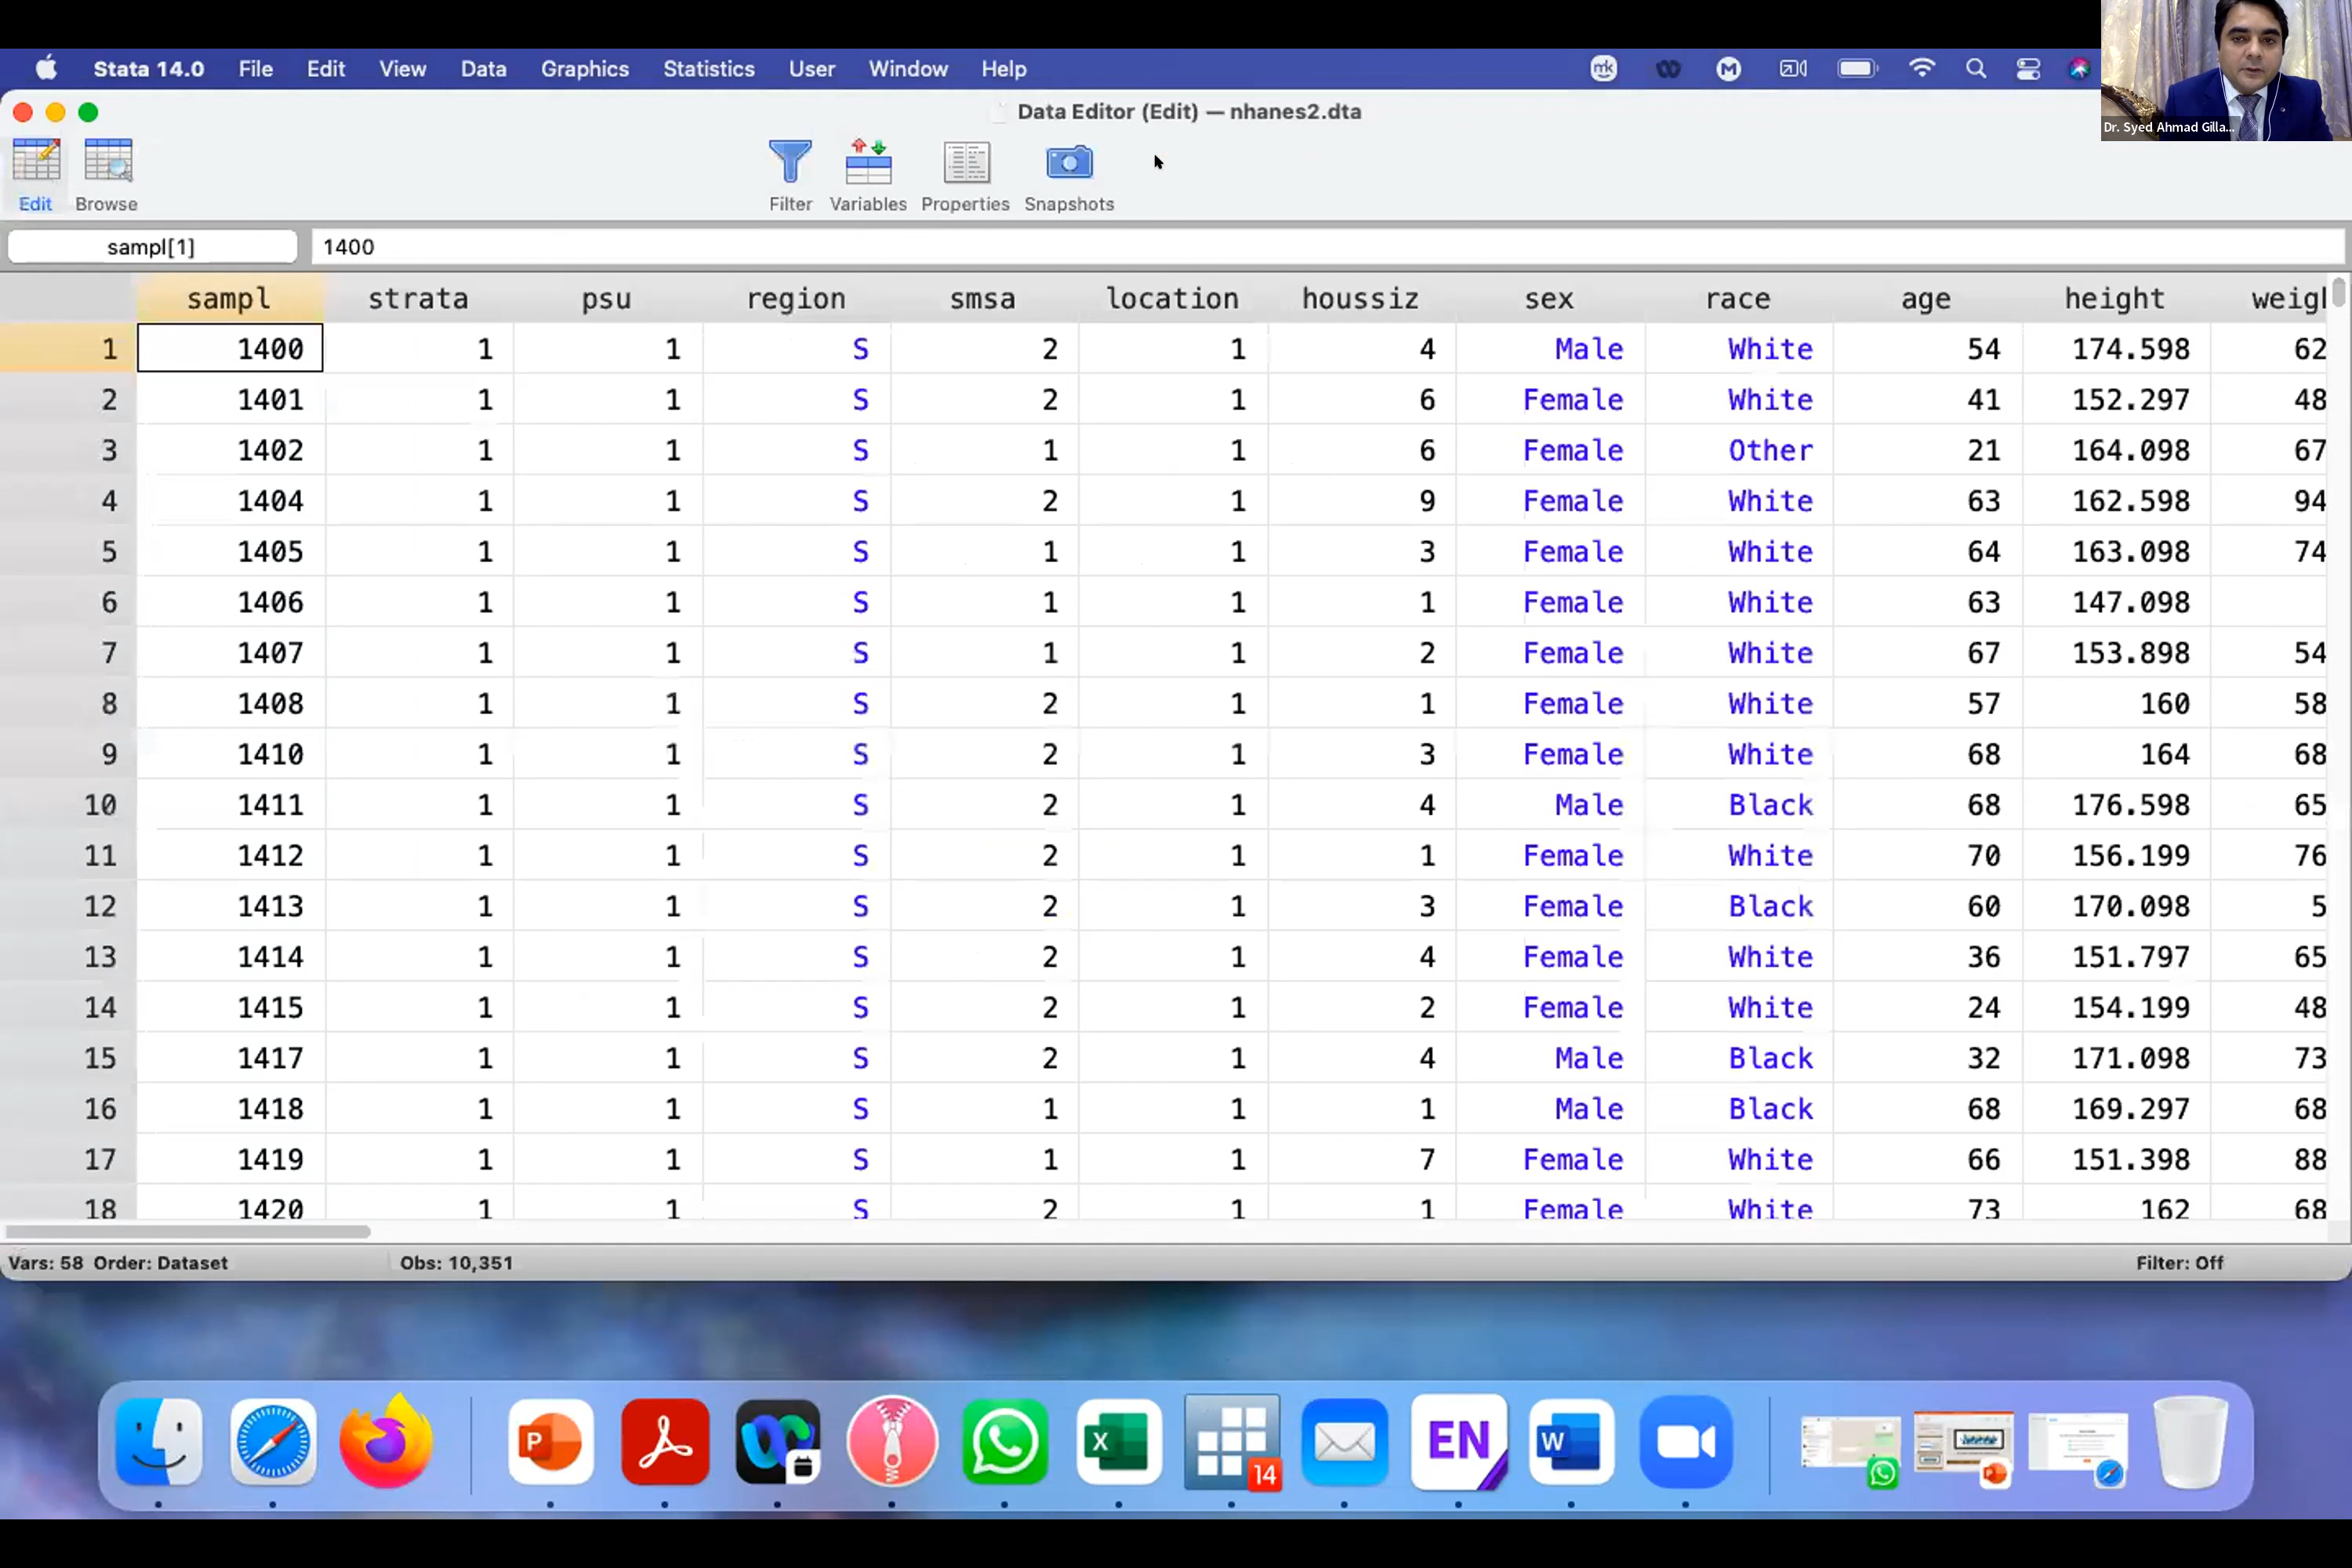 Stata 14.0 File Edit View Data Graphics Statistics User Window Help
Data Editor (Edit) — nhanes2.dta
Dr. Syed Ahmad Gilla...
Edit Browse Filter Variables Properties Snapshots
sampl[1] 1400
sampl strata psu region smsa location houssiz sex race age height weigl
1 1400 1 1 S 2 1 4 Male White 54 174.598 62
2 1401 1 1 S 2 1 6 Female White 41 152.297 48
3 1402 1 1 S 1 1 6 Female Other 21 164.098 67
4 1404 1 1 S 2 1 9 Female White 63 162.598 94
5 1405 1 1 S 1 1 3 Female White 64 163.098 74
6 1406 1 1 S 1 1 1 Female White 63 147.098
7 1407 1 1 S 1 1 2 Female White 67 153.898 54
8 1408 1 1 S 2 1 1 Female White 57 160 58
9 1410 1 1 S 2 1 3 Female White 68 164 68
10 1411 1 1 S 2 1 4 Male Black 68 176.598 65
11 1412 1 1 S 2 1 1 Female White 70 156.199 76
12 1413 1 1 S 2 1 3 Female Black 60 170.098 5
13 1414 1 1 S 2 1 4 Female White 36 151.797 65
14 1415 1 1 S 2 1 2 Female White 24 154.199 48
15 1417 1 1 S 2 1 4 Male Black 32 171.098 73
16 1418 1 1 S 1 1 1 Male Black 68 169.297 68
17 1419 1 1 S 1 1 7 Female White 66 151.398 88
18 1420 1 1 S 2 1 1 Female White 73 162 68
Vars: 58 Order: Dataset Obs: 10,351 Filter: Off
P X 14 EN W